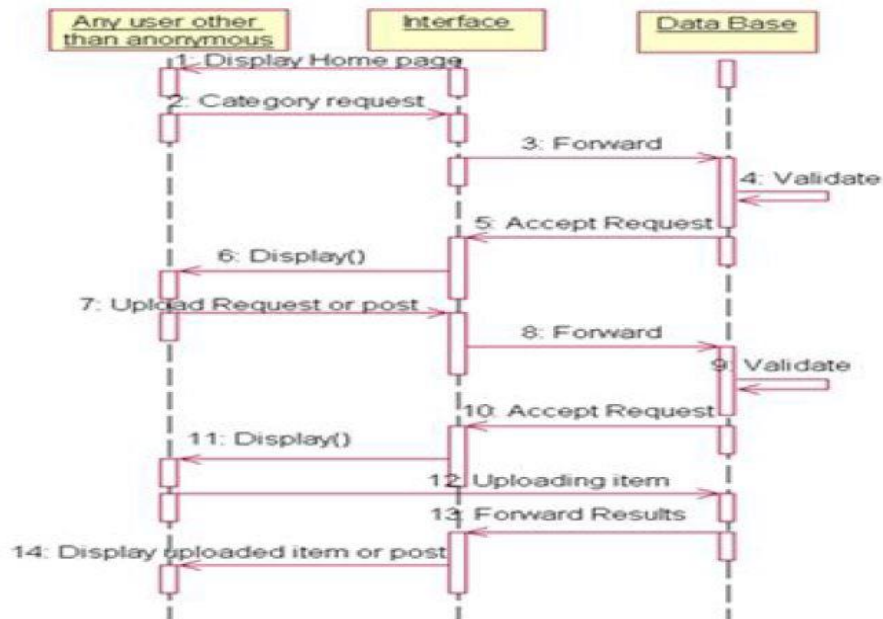 Any user other
than anonymous
Interface
Data Base
1: Display Home page
2: Category request
3: Forward
4: Validate
5: Accept Request
6: Display()
7: Upload Request or post
8: Forward
9: Validate
10: Accept Request
11: Display()
12: Uploading item
13: Forward Results
14: Display uploaded item or post